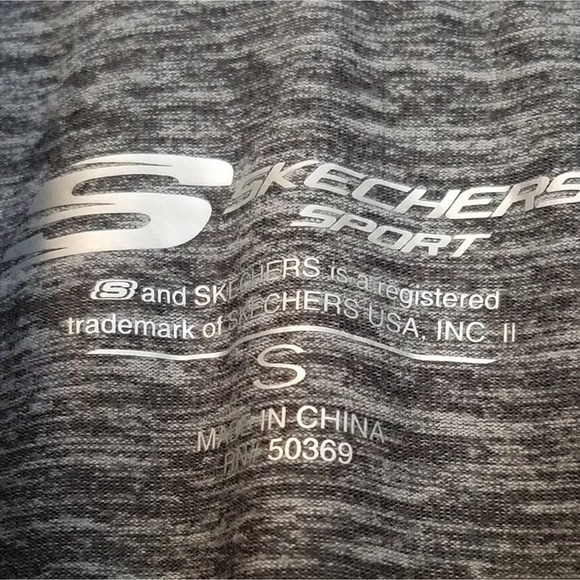 S SKECHERS
SPORT
S and SKECHERS is a registered
trademark of SKECHERS USA, INC. II
S
MADE IN CHINA
RN# 50369